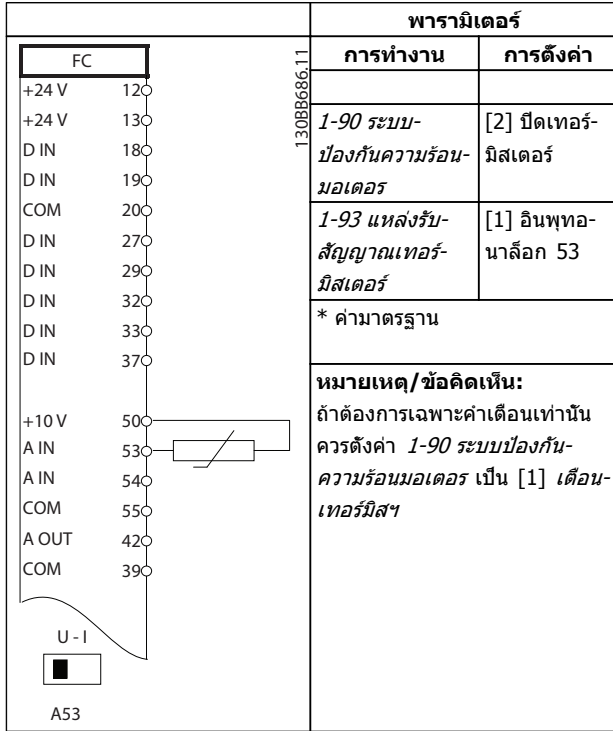 FC
+24 V 12
+24 V 13
D IN 18
D IN 19
COM 20
D IN 27
D IN 29
D IN 32
D IN 33
D IN 37
+10 V 50
A IN 53
A IN 54
COM 55
A OUT 42
COM 39
U - I
A53
130BB686.11
พารามิเตอร์
การทำงาน การตั้งค่า
1-90 ระบบ- [2] ปิดเทอร์-
ป้องกันความร้อน- มิสเตอร์
มอเตอร
1-93 แหล่งรับ- [1] อินพุทอ-
สัญญาณเทอร์- นาล็อก 53
มิสเตอร์
* ค่ามาตรฐาน
หมายเหตุ/ข้อคิดเห็น:
ถ้าต้องการเฉพาะคำเตือนเท่านั้น
ควรตั้งค่า 1-90 ระบบป้องกัน-
ความร้อนมอเตอร เป็น [1] เตือน-
เทอร์มิสฯ